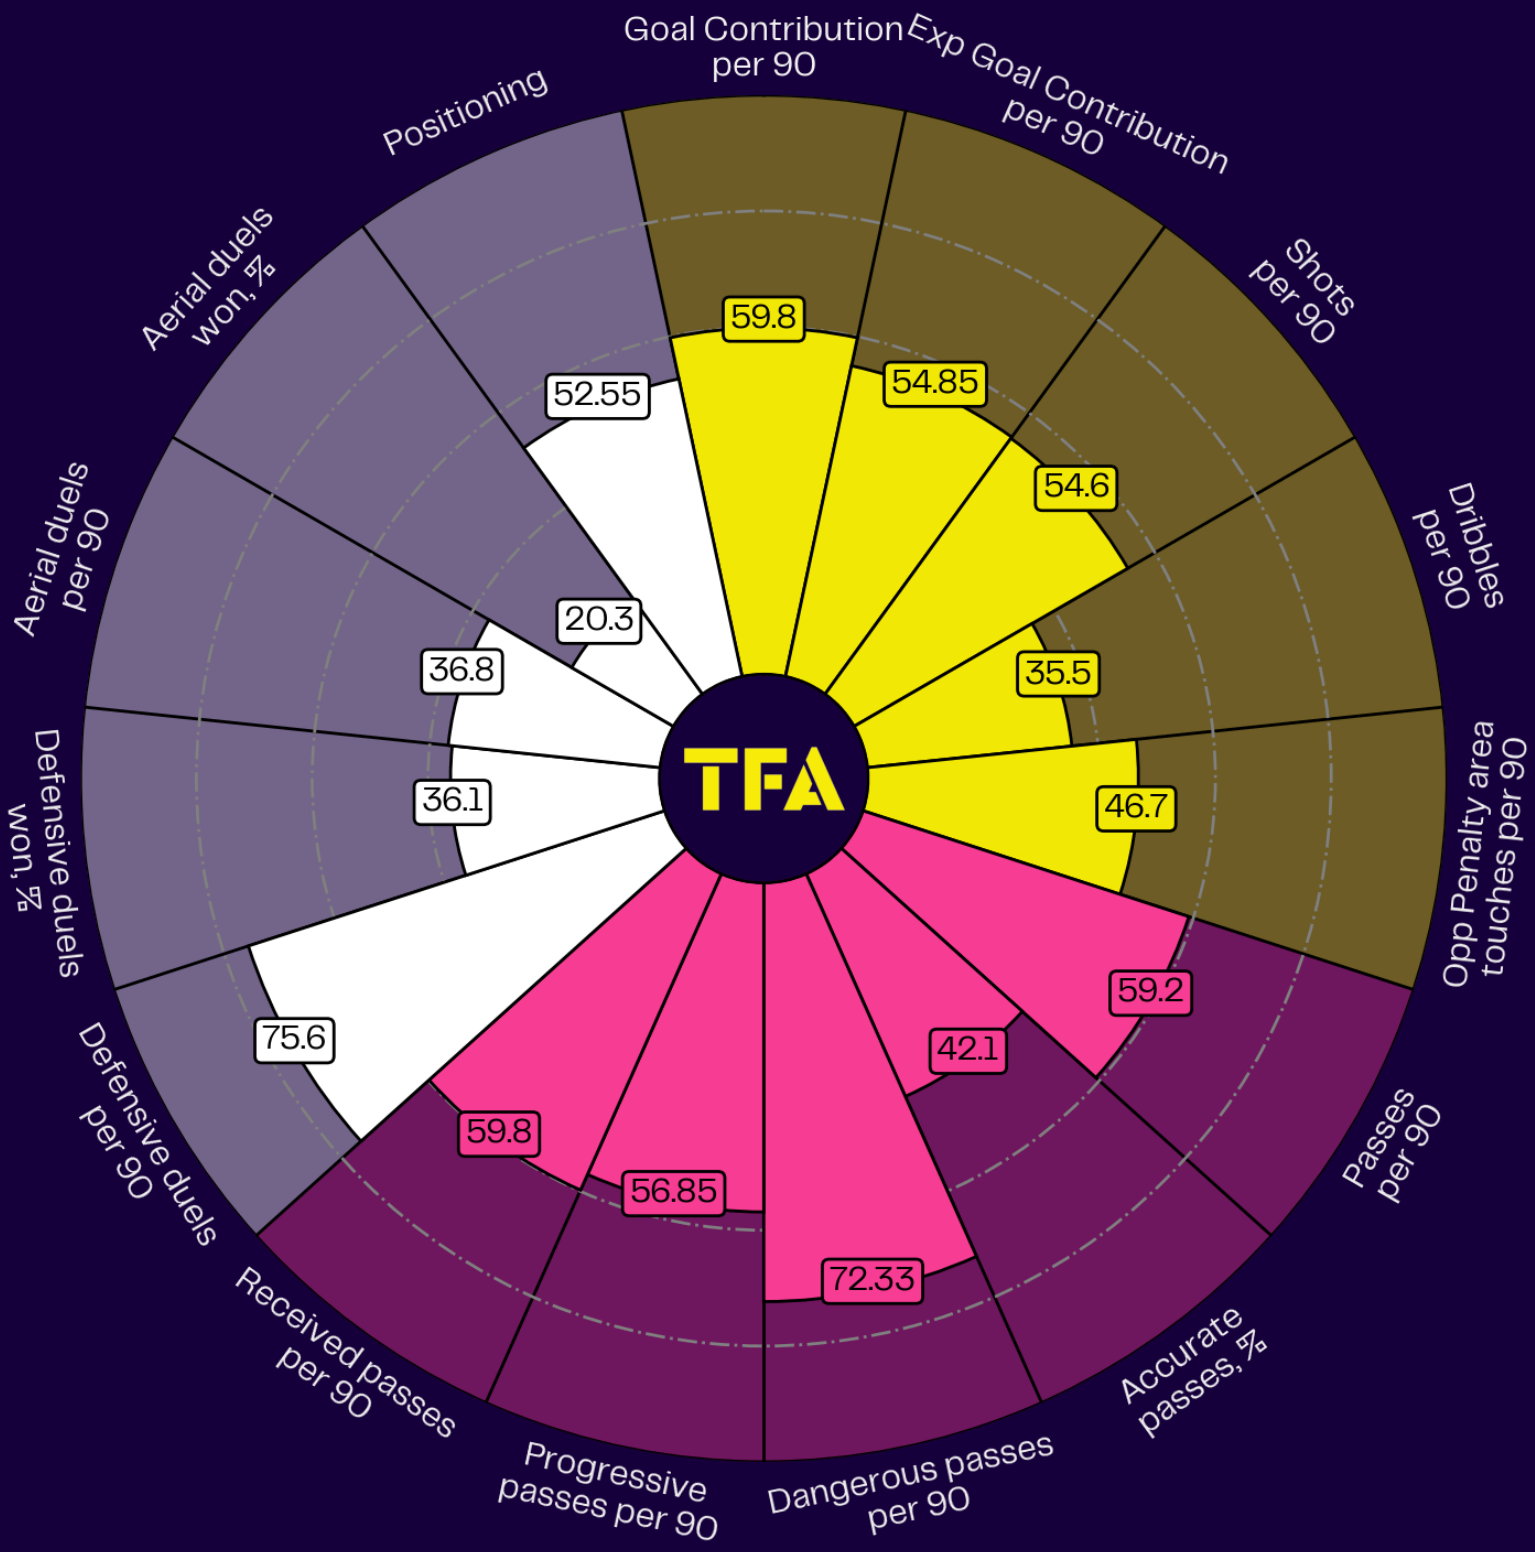 Goal Contribution
per 90
Exp Goal Contribution
per 90
Shots
per 90
Dribbles
per 90
Opp Penalty area
touches per 90
Passes
per 90
Accurate
passes, %
Dangerous passes
per 90
Progressive
passes per 90
Received passes
per 90
Defensive duels
per 90
Defensive duels
won, %
Aerial duels
per 90
Aerial duels
won, %
Positioning
59.8
54.85
54.6
35.5
46.7
59.2
42.1
72.33
56.85
59.8
75.6
36.1
36.8
20.3
52.55
TFA